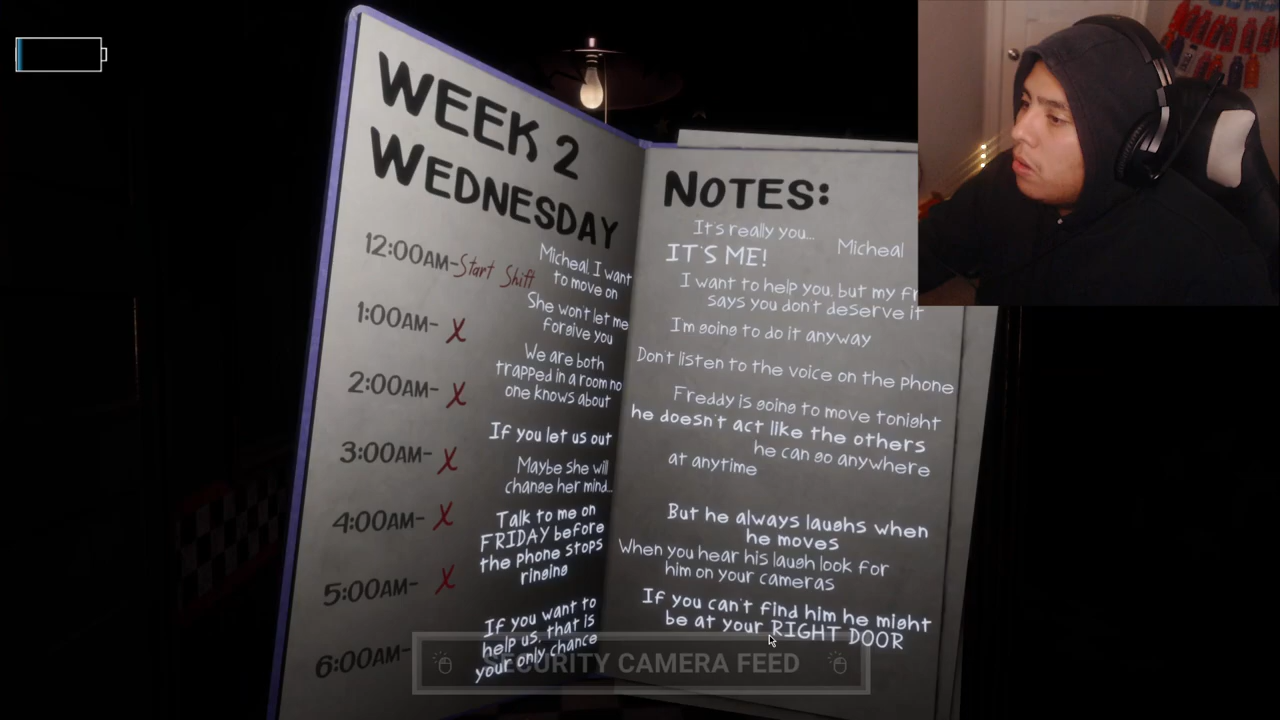 WEEK 2
WEDNESDAY
12:00AM-Start Shift
1:00AM- X
2:00AM- X
3:00AM- X
4:00AM- X
5:00AM- X
6:00AM-
Micheal, I want
to move on
She won't let me
forgive you
We are both
trapped in a room no
one knows about
If you let us out
Maybe she will
change her mind...
Talk to me on
FRIDAY before
the phone stops
ringing
If you want to
help us, that is
your only chance
NOTES:
It's really you... Micheal
IT'S ME!
I want to help you, but my
says you don't deserve it
I'm going to do it anyway
Don't listen to the voice on the phone
Freddy is going to move tonight
he doesn't act like the others
he can go anywhere
at anytime
But he always laughs when
he moves
When you hear his laugh look for
him on your cameras
If you can't find him he might
be at your RIGHT DOOR
SECURITY CAMERA FEED